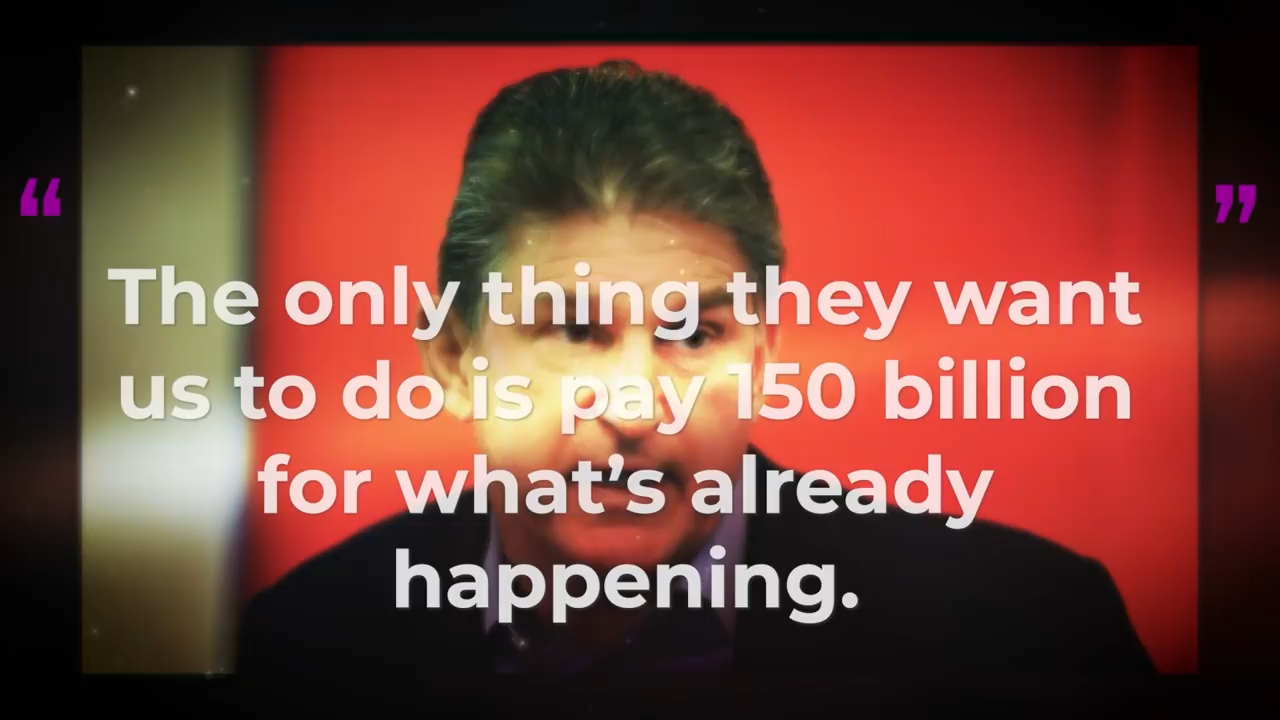 “ ”
The only thing they want
us to do is pay 150 billion
for what’s already
happening.